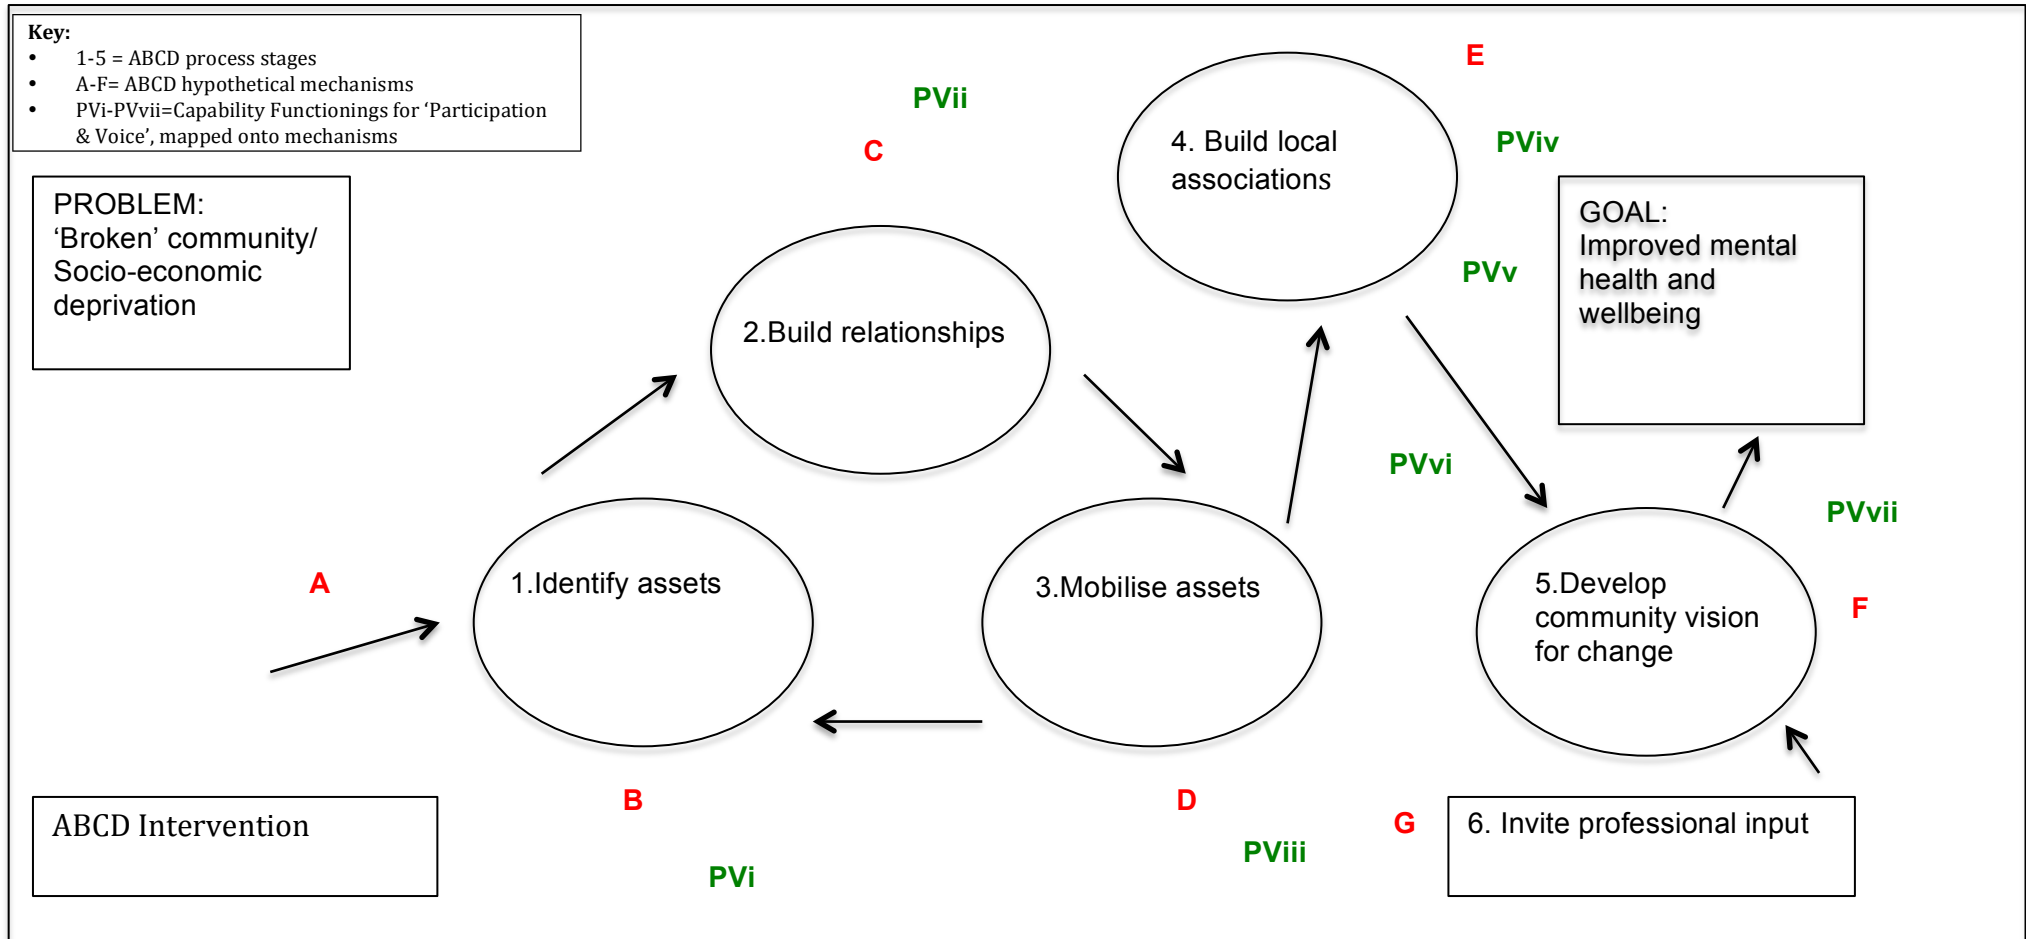 Key:
• 1-5 = ABCD process stages
• A-F= ABCD hypothetical mechanisms
• PVi-PVvii=Capability Functionings for ‘Participation
& Voice’, mapped onto mechanisms
PROBLEM:
‘Broken’ community/
Socio-economic
deprivation
ABCD Intervention
A
1.Identify assets
B
PVi
PVii
C
2.Build relationships
3.Mobilise assets
D
PViii
E
4. Build local
associations
PViv
PVv
PVvi
GOAL:
Improved mental
health and
wellbeing
PVvii
5.Develop
community vision
for change
F
G
6. Invite professional input